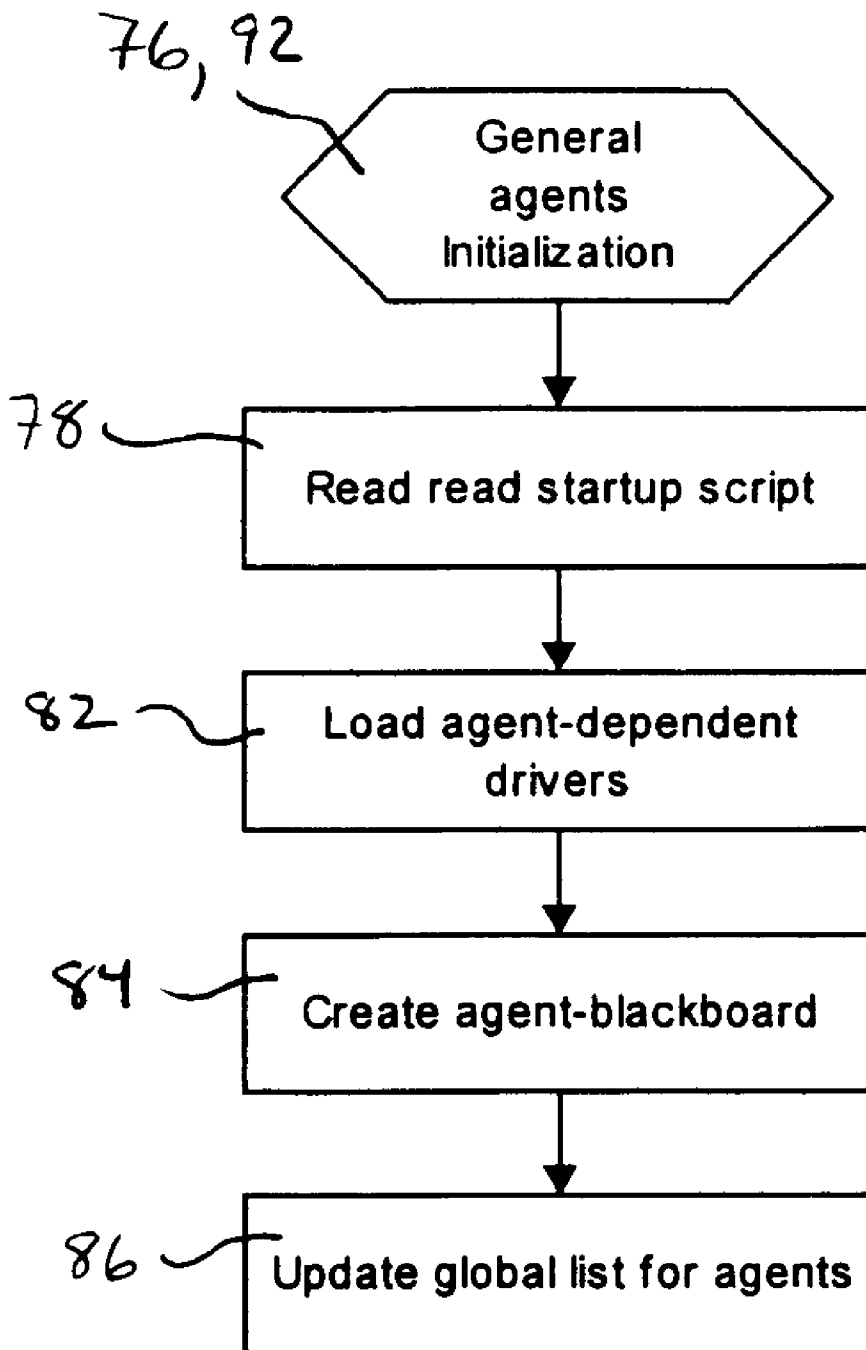 76, 92
General
agents
Initialization
78
Read read startup script
82
Load agent-dependent
drivers
84
Create agent-blackboard
86
Update global list for agents